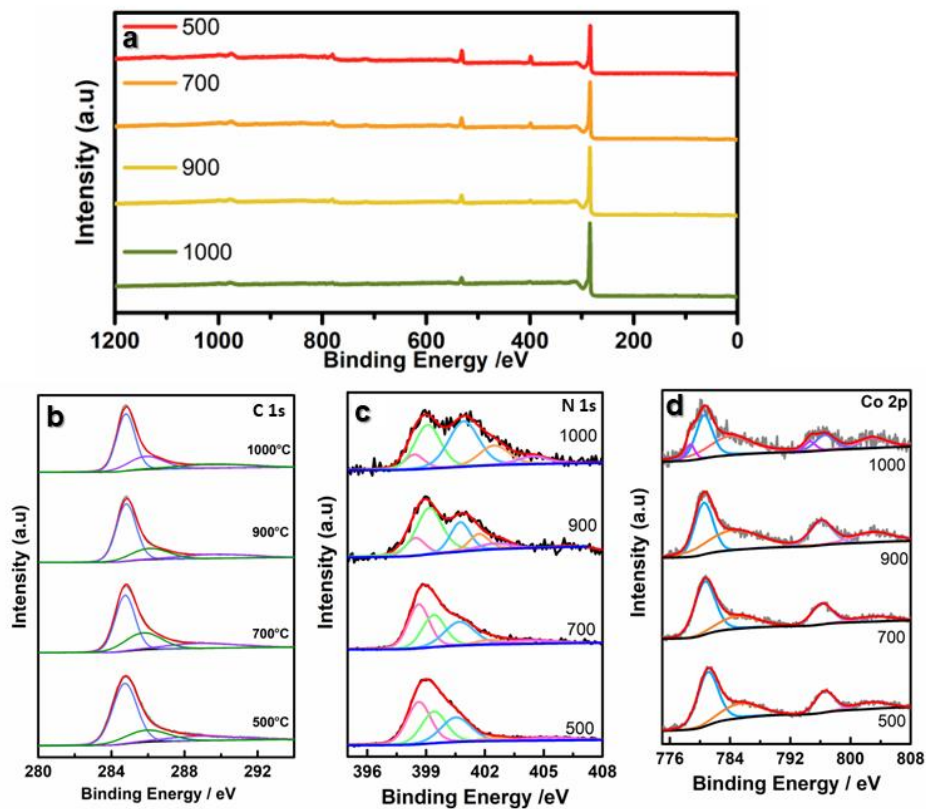 a
500
700
900
1000
Intensity (a.u)
1200 1000 800 600 400 200 0
Binding Energy /eV
b
C 1s
1000°C
900°C
700°C
500°C
Intensity (a.u)
280 284 288 292
Binding Energy / eV
c
N 1s
1000
900
700
500
Intensity (a.u)
396 399 402 405 408
Binding Energy / eV
d
Co 2p
1000
900
700
500
Intensity (a.u)
776 784 792 800 808
Binding Energy / eV